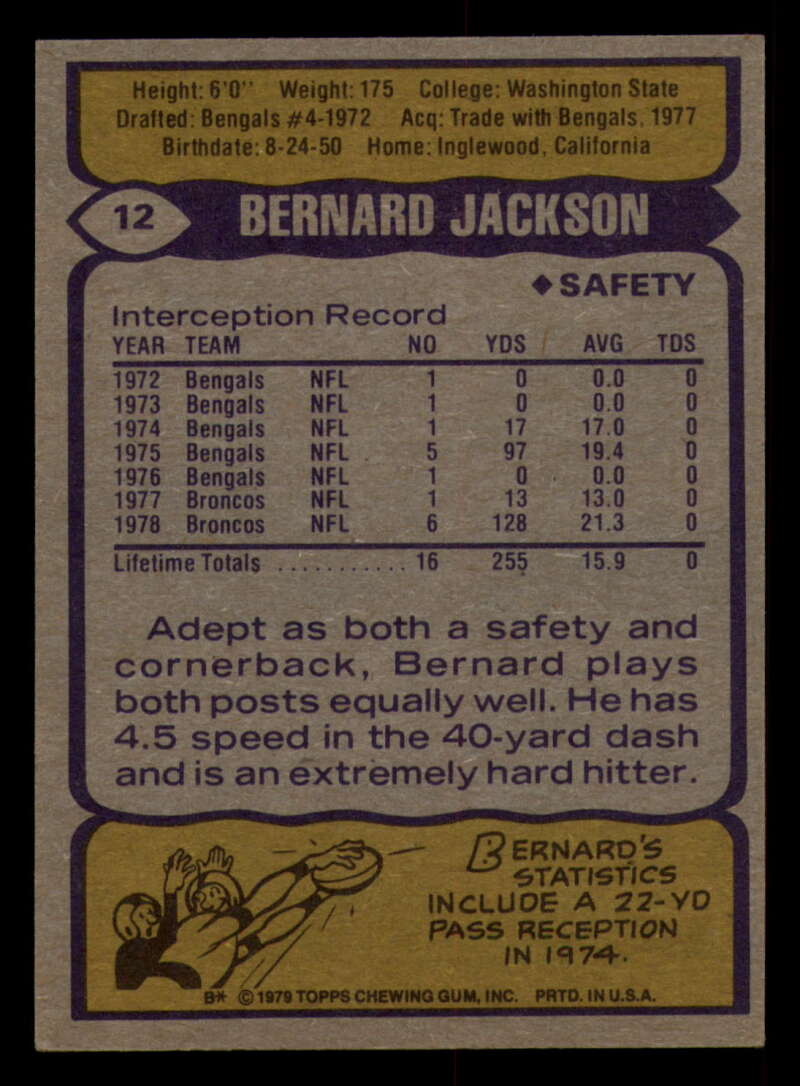 Height: 6'0" Weight: 175 College: Washington State
Drafted: Bengals #4-1972 Acq: Trade with Bengals, 1977
Birthdate: 8-24-50 Home: Inglewood, California
12 BERNARD JACKSON
◆SAFETY
Interception Record
YEAR TEAM NO YDS AVG TDS
1972 Bengals NFL 1 0 0.0 0
1973 Bengals NFL 1 0 0.0 0
1974 Bengals NFL 1 17 17.0 0
1975 Bengals NFL 5 97 19.4 0
1976 Bengals NFL 1 0 0.0 0
1977 Broncos NFL 1 13 13.0 0
1978 Broncos NFL 6 128 21.3 0
Lifetime Totals ............ 16 255 15.9 0
Adept as both a safety and
cornerback, Bernard plays
both posts equally well. He has
4.5 speed in the 40-yard dash
and is an extremely hard hitter.
BERNARD'S
STATISTICS
INCLUDE A 22-YD
PASS RECEPTION
IN 1974.
B* © 1979 TOPPS CHEWING GUM, INC. PRTD. IN U.S.A.